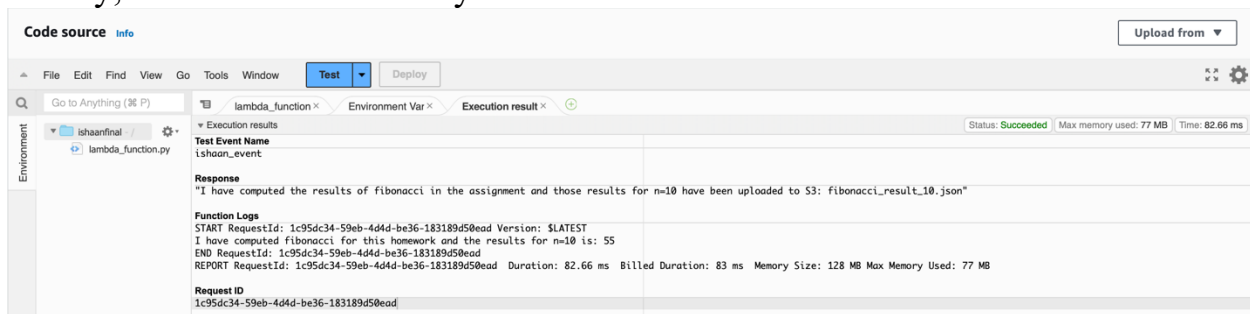 Code source Info
Upload from ▼
File Edit Find View Go Tools Window Test Deploy
Go to Anything (⌘ P)
lambda_function × Environment Var × Execution result ×
Environment
ishaanfinal - /
lambda_function.py
▼ Execution results
Status: Succeeded Max memory used: 77 MB Time: 82.66 ms
Test Event Name
ishaan_event
Response
"I have computed the results of fibonacci in the assignment and those results for n=10 have been uploaded to S3: fibonacci_result_10.json"
Function Logs
START RequestId: 1c95dc34-59eb-4d4d-be36-183189d50ead Version: $LATEST
I have computed fibonacci for this homework and the results for n=10 is: 55
END RequestId: 1c95dc34-59eb-4d4d-be36-183189d50ead
REPORT RequestId: 1c95dc34-59eb-4d4d-be36-183189d50ead Duration: 82.66 ms Billed Duration: 83 ms Memory Size: 128 MB Max Memory Used: 77 MB
Request ID
1c95dc34-59eb-4d4d-be36-183189d50ead